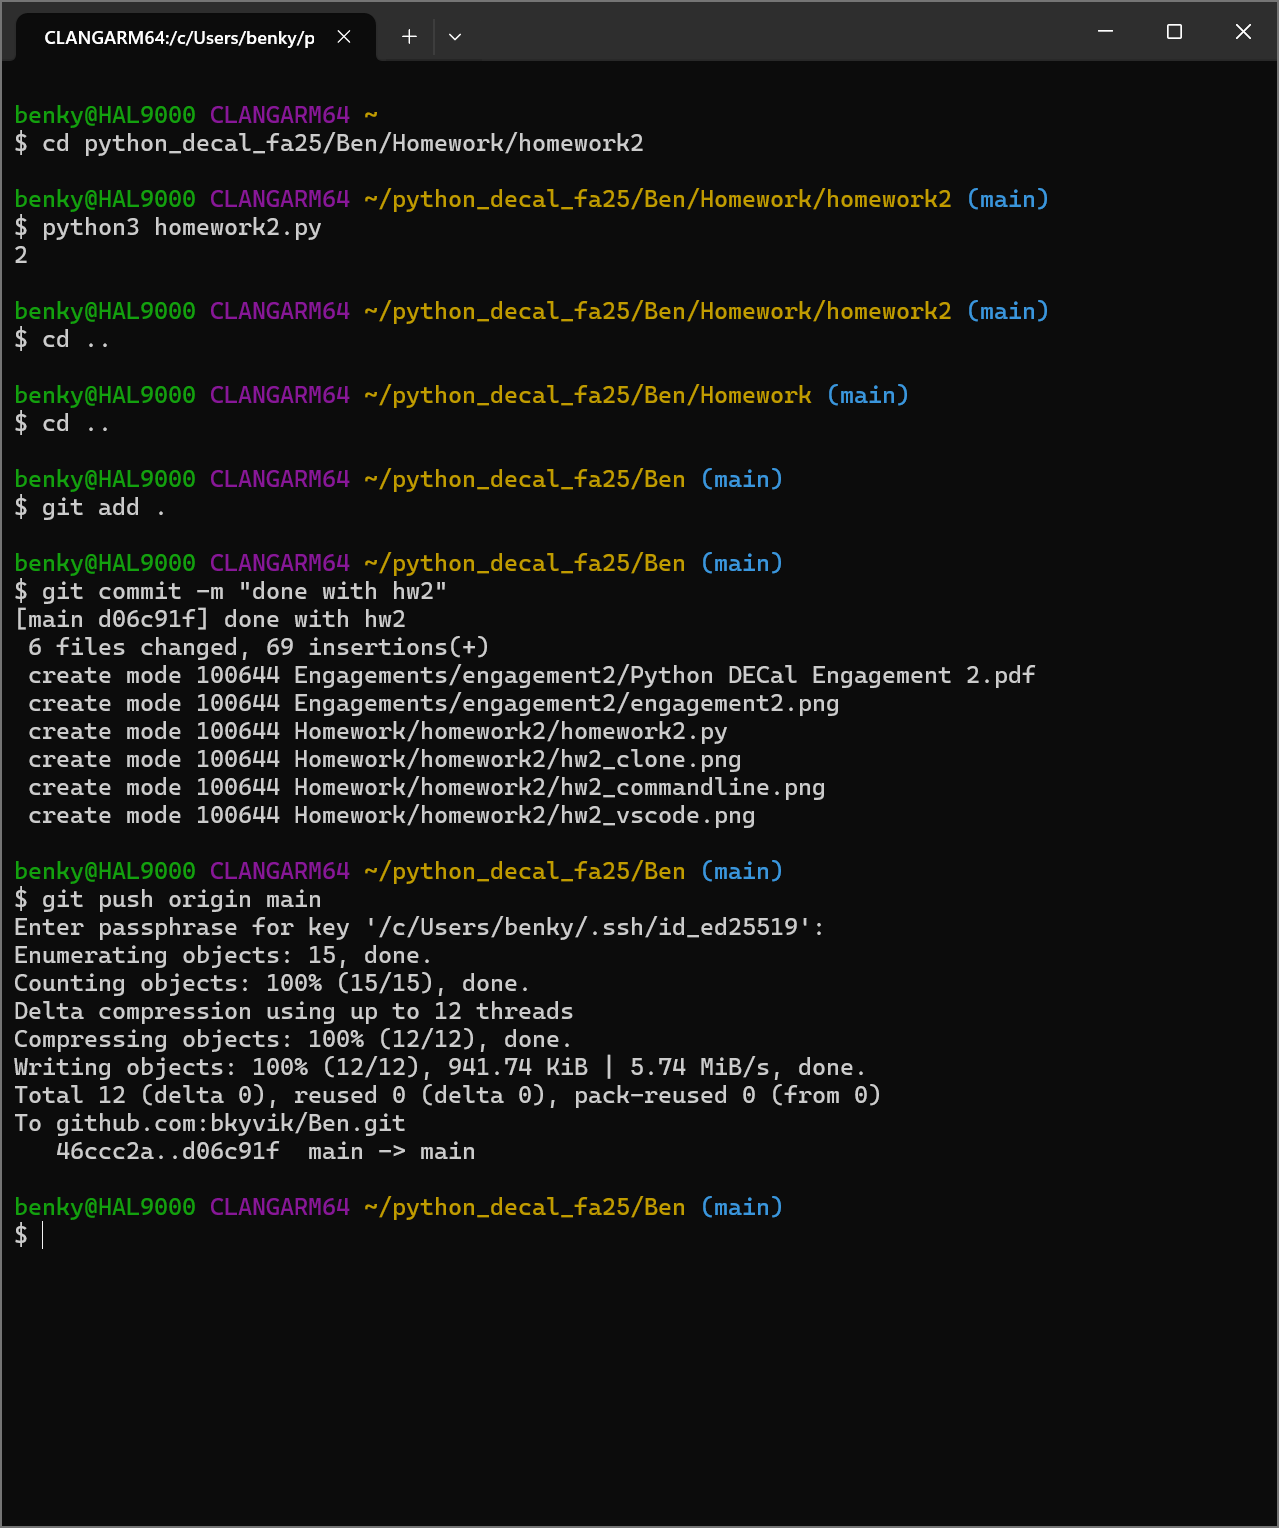 CLANGARM64:/c/Users/benky/p
benky@HAL9000 CLANGARM64 ~
$ cd python_decal_fa25/Ben/Homework/homework2
benky@HAL9000 CLANGARM64 ~/python_decal_fa25/Ben/Homework/homework2 (main)
$ python3 homework2.py
2
benky@HAL9000 CLANGARM64 ~/python_decal_fa25/Ben/Homework/homework2 (main)
$ cd ..
benky@HAL9000 CLANGARM64 ~/python_decal_fa25/Ben/Homework (main)
$ cd ..
benky@HAL9000 CLANGARM64 ~/python_decal_fa25/Ben (main)
$ git add .
benky@HAL9000 CLANGARM64 ~/python_decal_fa25/Ben (main)
$ git commit -m "done with hw2"
[main d06c91f] done with hw2
 6 files changed, 69 insertions(+)
 create mode 100644 Engagements/engagement2/Python DECal Engagement 2.pdf
 create mode 100644 Engagements/engagement2/engagement2.png
 create mode 100644 Homework/homework2/homework2.py
 create mode 100644 Homework/homework2/hw2_clone.png
 create mode 100644 Homework/homework2/hw2_commandline.png
 create mode 100644 Homework/homework2/hw2_vscode.png
benky@HAL9000 CLANGARM64 ~/python_decal_fa25/Ben (main)
$ git push origin main
Enter passphrase for key '/c/Users/benky/.ssh/id_ed25519':
Enumerating objects: 15, done.
Counting objects: 100% (15/15), done.
Delta compression using up to 12 threads
Compressing objects: 100% (12/12), done.
Writing objects: 100% (12/12), 941.74 KiB | 5.74 MiB/s, done.
Total 12 (delta 0), reused 0 (delta 0), pack-reused 0 (from 0)
To github.com:bkyvik/Ben.git
   46ccc2a..d06c91f  main -> main
benky@HAL9000 CLANGARM64 ~/python_decal_fa25/Ben (main)
$